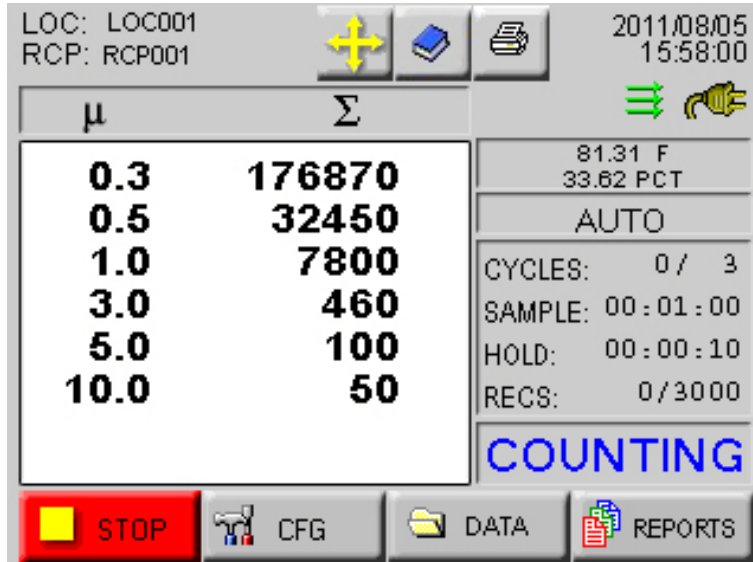 LOC: LOC001
RCP: RCP001
2011/08/05
15:58:00
μ Σ
0.3 176870
0.5 32450
1.0 7800
3.0 460
5.0 100
10.0 50
81.31 F
33.62 PCT
AUTO
CYCLES: 0/ 3
SAMPLE: 00:01:00
HOLD: 00:00:10
RECS: 0/3000
COUNTING
STOP
CFG
DATA
REPORTS